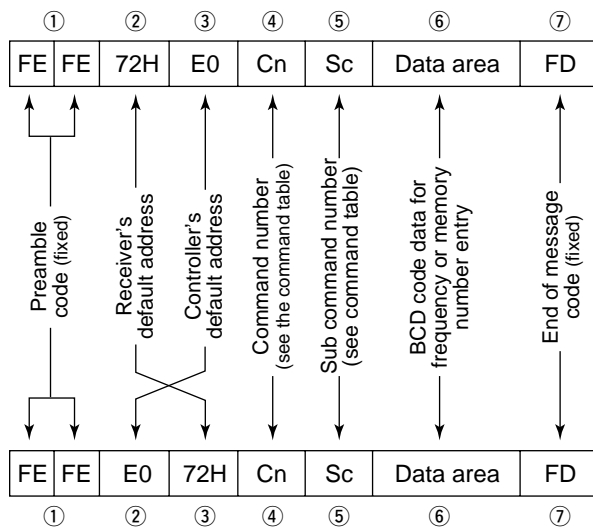 ① ② ③ ④ ⑤ ⑥ ⑦
FE FE 72H E0 Cn Sc Data area FD
Preamble
code (fixed)
Receiver's
default address
Controller's
default address
Command number
(see the command table)
Sub command number
(see command table)
BCD code data for
frequency or memory
number entry
End of message
code (fixed)
FE FE E0 72H Cn Sc Data area FD
① ② ③ ④ ⑤ ⑥ ⑦